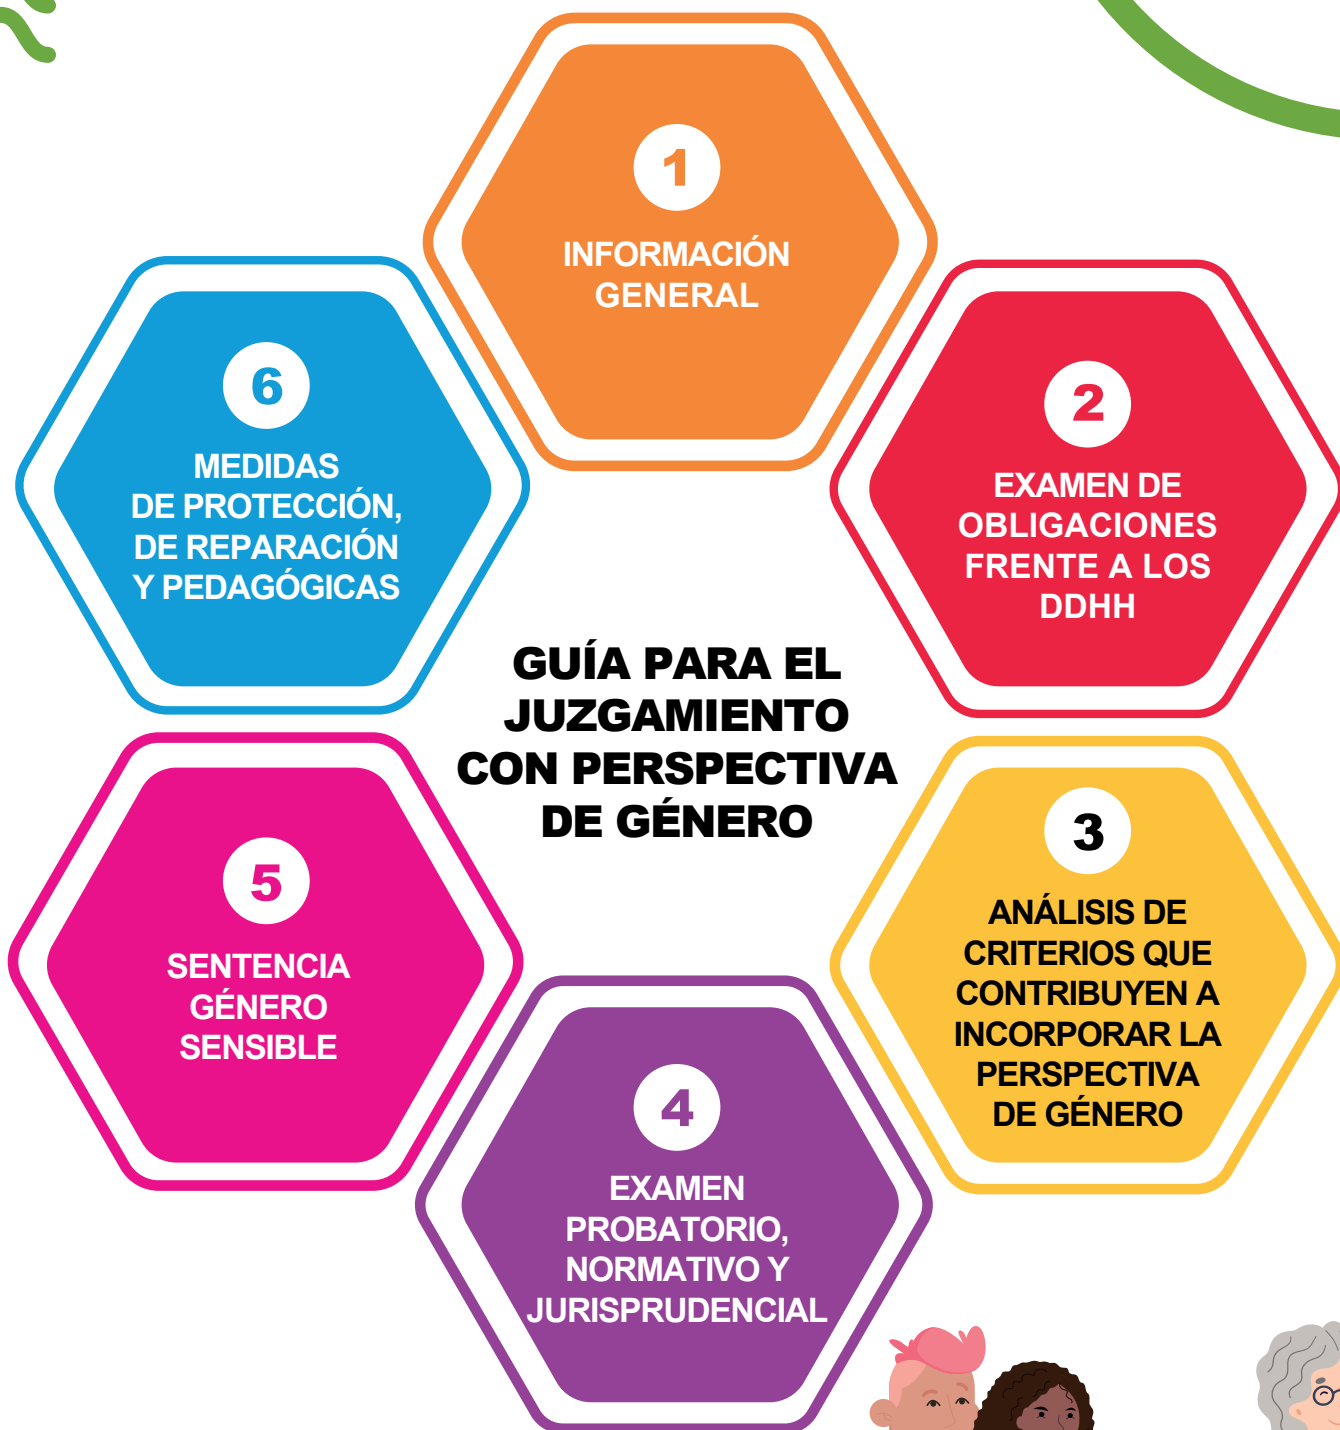 1
INFORMACIÓN
GENERAL
2
EXAMEN DE
OBLIGACIONES
FRENTE A LOS
DDHH
3
ANÁLISIS DE
CRITERIOS QUE
CONTRIBUYEN A
INCORPORAR LA
PERSPECTIVA
DE GÉNERO
4
EXAMEN
PROBATORIO,
NORMATIVO Y
JURISPRUDENCIAL
5
SENTENCIA
GÉNERO
SENSIBLE
6
MEDIDAS
DE PROTECCIÓN,
DE REPARACIÓN
Y PEDAGÓGICAS
GUÍA PARA EL
JUZGAMIENTO
CON PERSPECTIVA
DE GÉNERO